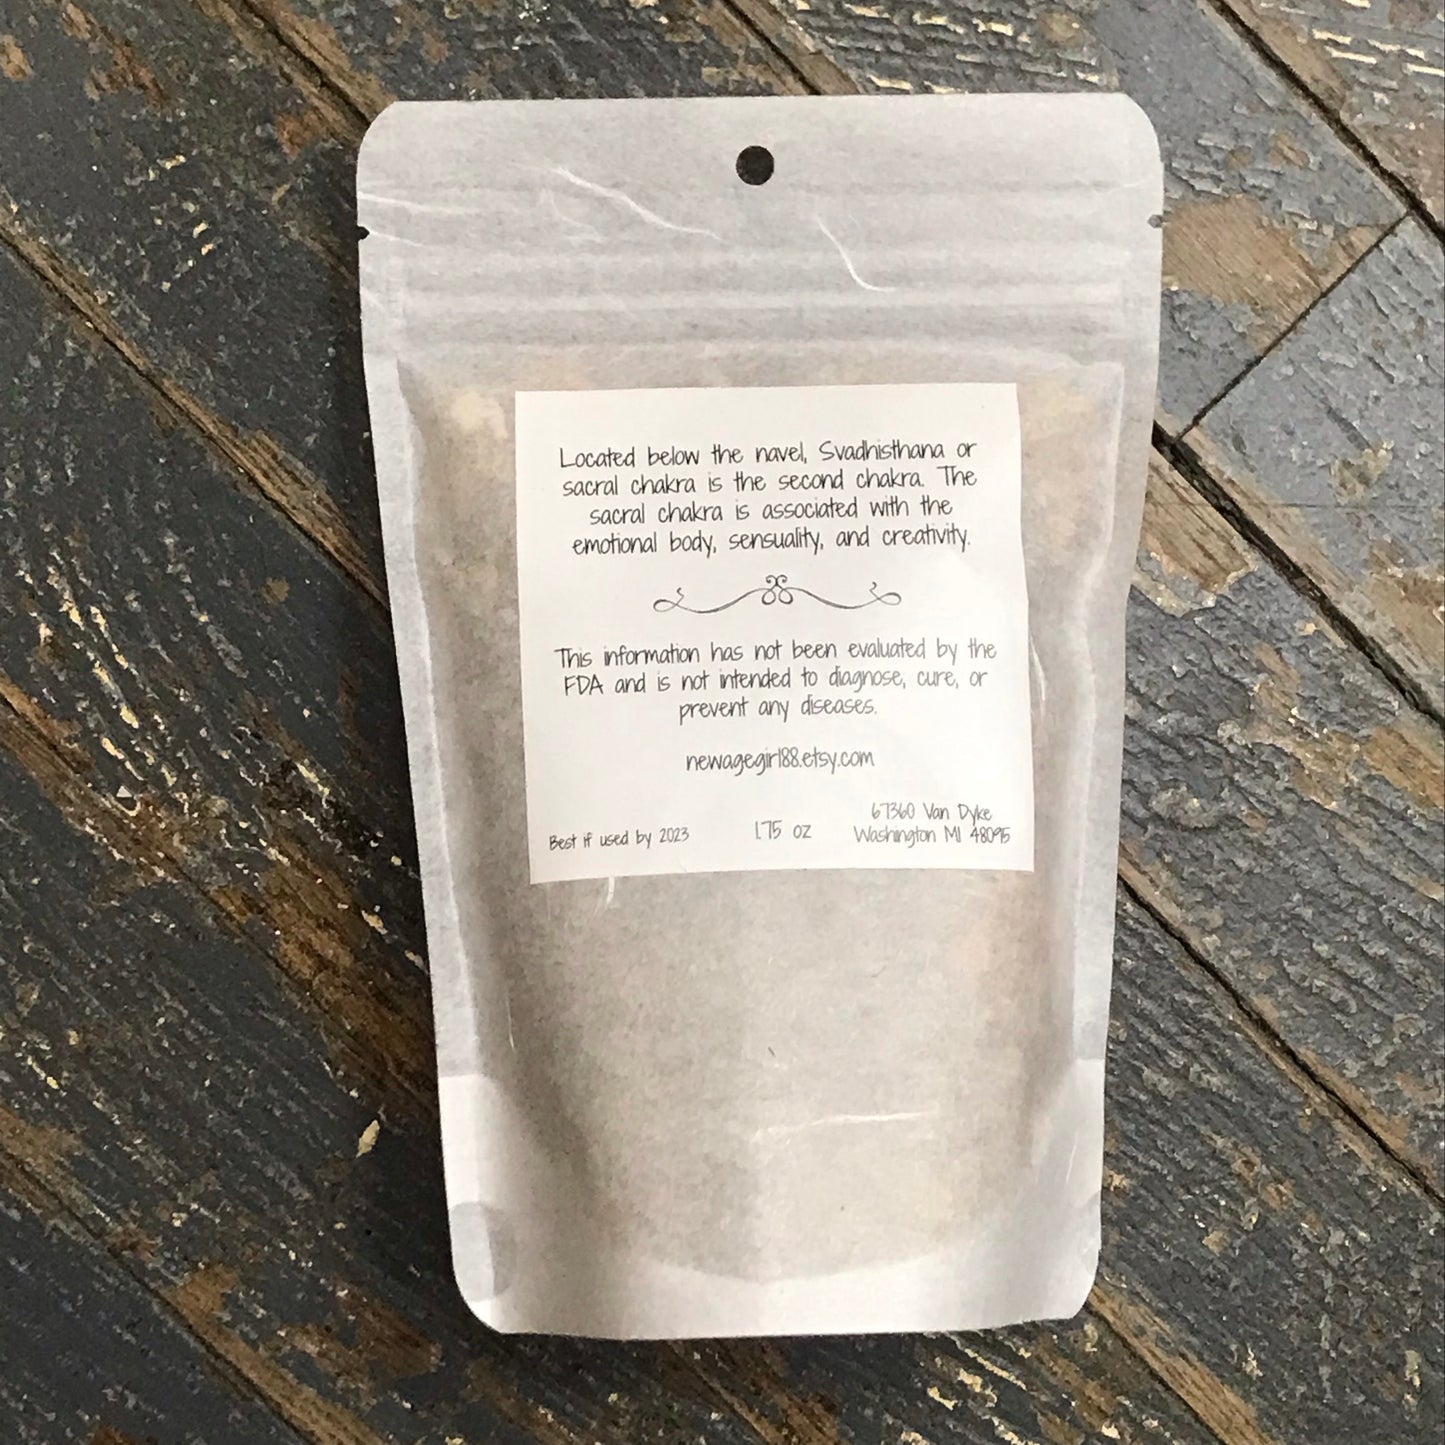 Located below the navel, Svadhisthana or
sacral chakra is the second chakra. The
sacral chakra is associated with the
emotional body, sensuality, and creativity.
This information has not been evaluated by the
FDA and is not intended to diagnose, cure, or
prevent any diseases.
newagegirl88.etsy.com
Best if used by 2023
1.75 oz
67360 Van Dyke
Washington MI 48095